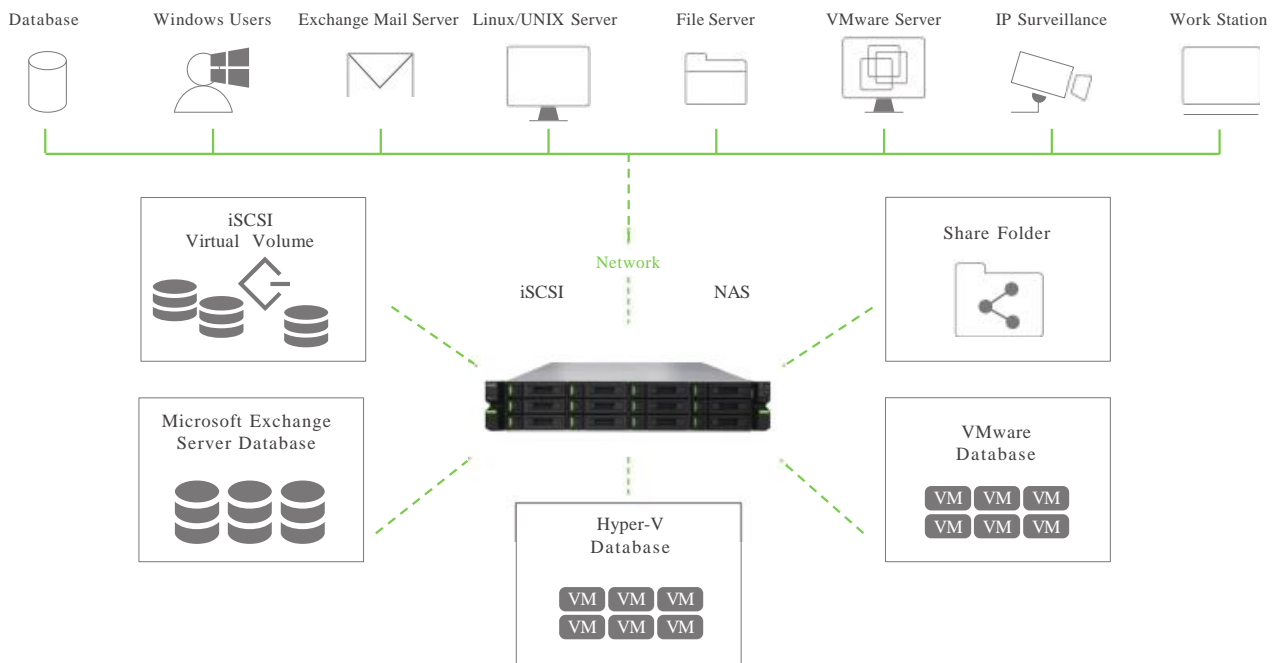 Database
Windows Users
Exchange Mail Server
Linux/UNIX Server
File Server
VMware Server
IP Surveillance
Work Station
iSCSI
Virtual Volume
Network
iSCSI
NAS
Share Folder
Microsoft Exchange
Server Database
VMware
Database
VM VM VM
VM VM VM
Hyper-V
Database
VM VM VM
VM VM VM